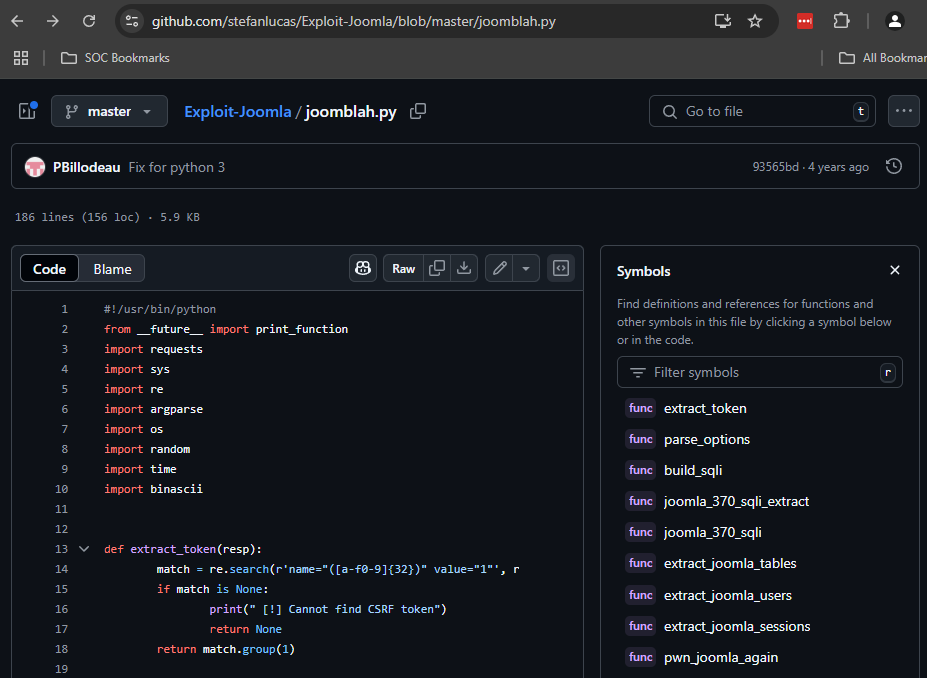 github.com/stefanlucas/Exploit-Joomla/blob/master/joomblah.py
SOC Bookmarks
All Bookmar
master
Exploit-Joomla / joomblah.py
Go to file
t
PBillodeau Fix for python 3
93565bd · 4 years ago
186 lines (156 loc) · 5.9 KB
Code
Blame
Raw
1 #!/usr/bin/python
2 from __future__ import print_function
3 import requests
4 import sys
5 import re
6 import argparse
7 import os
8 import random
9 import time
10 import binascii
11
12
13 def extract_token(resp):
14 match = re.search(r'name="([a-f0-9]{32})" value="1"', r
15 if match is None:
16 print(" [!] Cannot find CSRF token")
17 return None
18 return match.group(1)
19
Symbols
Find definitions and references for functions and
other symbols in this file by clicking a symbol below
or in the code.
Filter symbols
r
func extract_token
func parse_options
func build_sqli
func joomla_370_sqli_extract
func joomla_370_sqli
func extract_joomla_tables
func extract_joomla_users
func extract_joomla_sessions
func pwn_joomla_again